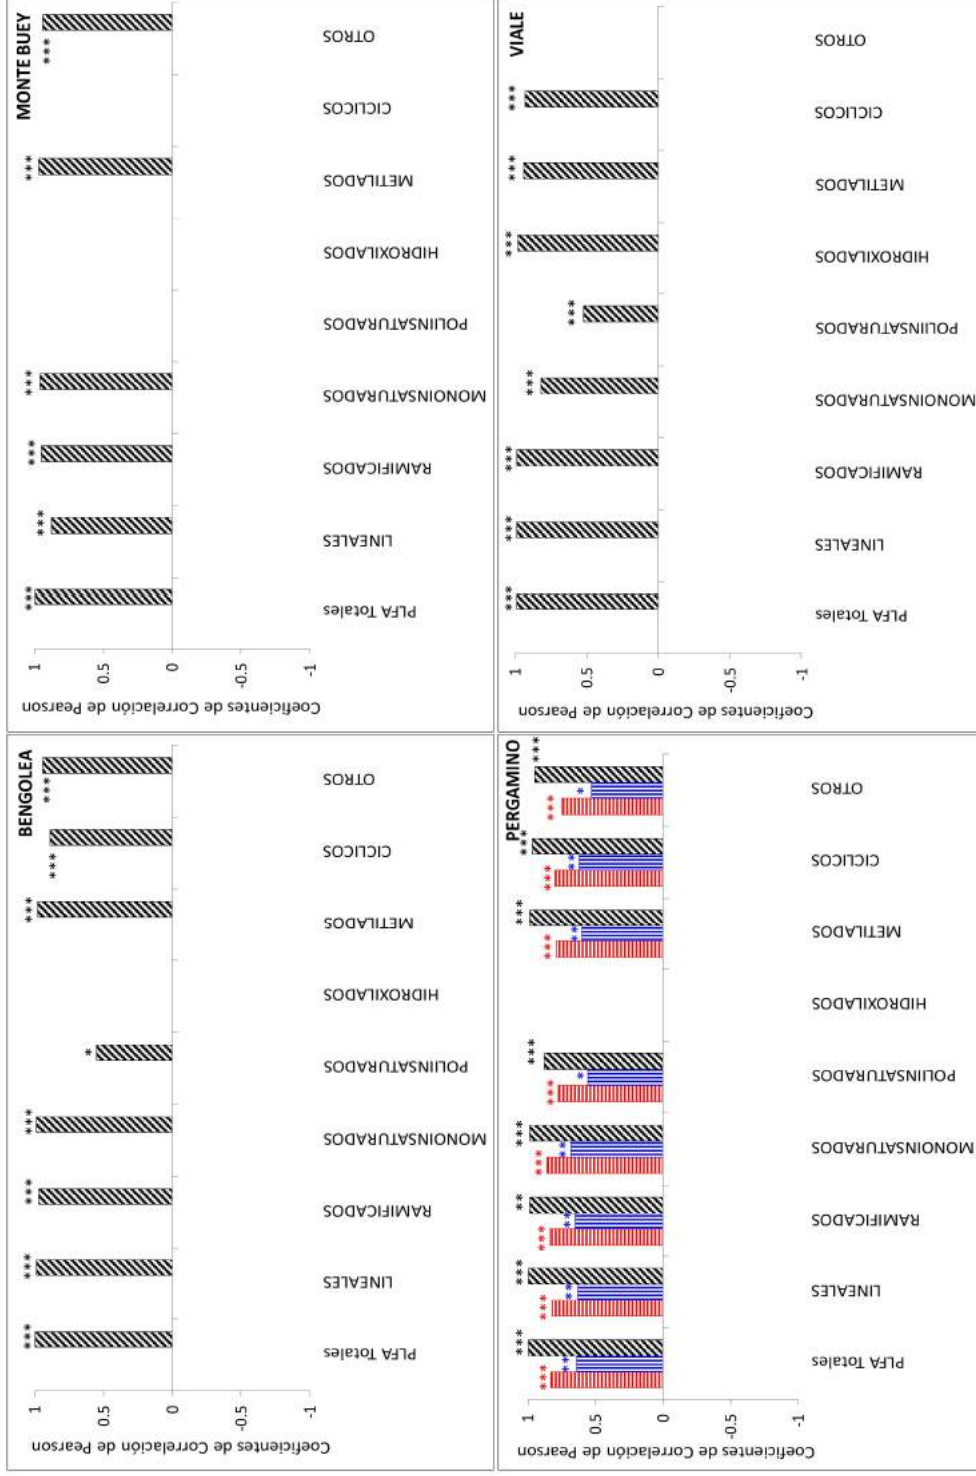 BENGOLEA
Coeficientes de Correlación de Pearson
1
0.5
0
-0.5
-1
*** *** *** *** * *** *** ***
PLFA Totales
LINEALES
RAMIFICADOS
MONOINSATURADOS
POLIINSATURADOS
HIDROXILADOS
METILADOS
CICLICOS
OTROS
MONTE BUEY
Coeficientes de Correlación de Pearson
1
0.5
0
-0.5
-1
*** *** *** *** *** ***
PLFA Totales
LINEALES
RAMIFICADOS
MONOINSATURADOS
POLIINSATURADOS
HIDROXILADOS
METILADOS
CICLICOS
OTROS
PERGAMINO
Coeficientes de Correlación de Pearson
1
0.5
0
-0.5
-1
*** ** *** *** ** *** *** ** ** *** ** *** *** * *** *** ** *** *** ** *** *** * ***
PLFA Totales
LINEALES
RAMIFICADOS
MONOINSATURADOS
POLIINSATURADOS
HIDROXILADOS
METILADOS
CICLICOS
OTROS
VIALE
Coeficientes de Correlación de Pearson
1
0.5
0
-0.5
-1
*** *** *** *** *** *** *** ***
PLFA Totales
LINEALES
RAMIFICADOS
MONOINSATURADOS
POLIINSATURADOS
HIDROXILADOS
METILADOS
CICLICOS
OTROS